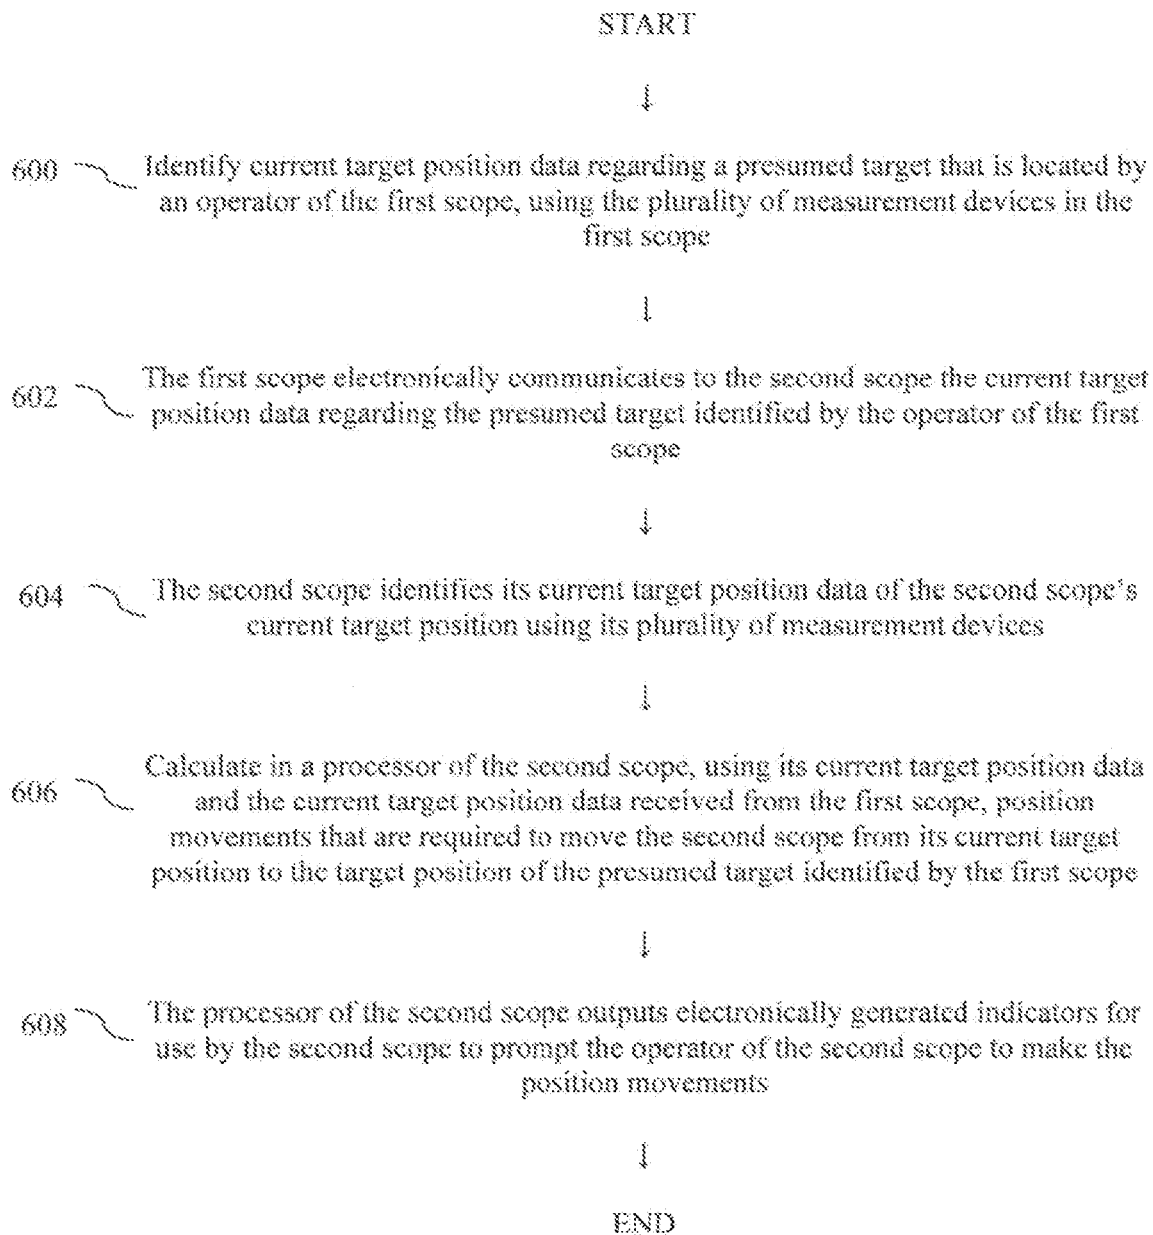 START
↓
600 Identify current target position data regarding a presumed target that is located by
an operator of the first scope, using the plurality of measurement devices in the
first scope
↓
602 The first scope electronically communicates to the second scope the current target
position data regarding the presumed target identified by the operator of the first
scope
↓
604 The second scope identifies its current target position data of the second scope's
current target position using its plurality of measurement devices
↓
606 Calculate in a processor of the second scope, using its current target position data
and the current target position data received from the first scope, position
movements that are required to move the second scope from its current target
position to the target position of the presumed target identified by the first scope
↓
608 The processor of the second scope outputs electronically generated indicators for
use by the second scope to prompt the operator of the second scope to make the
position movements
↓
END